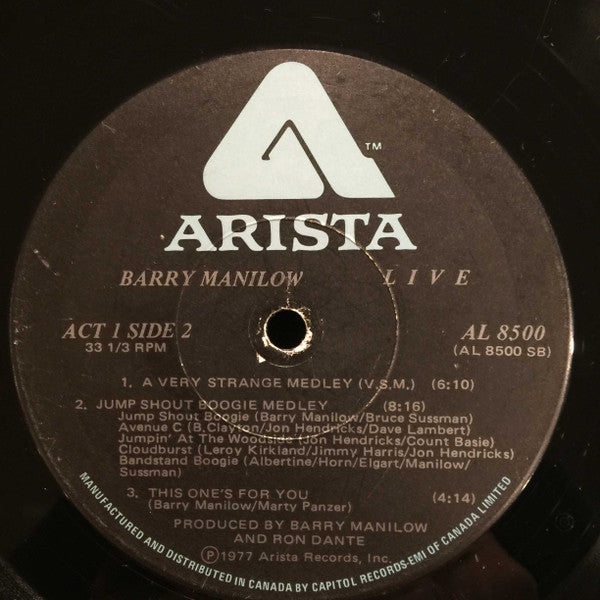 TM
ARISTA
BARRY MANILOW LIVE
ACT 1 SIDE 2 AL 8500
33 1/3 RPM (AL 8500 SB)
1. A VERY STRANGE MEDLEY (V.S.M.) (6:10)
2. JUMP SHOUT BOOGIE MEDLEY (8:16)
Jump Shout Boogie (Barry Manilow/Bruce Sussman)
Avenue C (B.Clayton/Jon Hendricks/Dave Lambert)
Jumpin' At The Woodside (Jon Hendricks/Count Basie)
Cloudburst (Leroy Kirkland/Jimmy Harris/Jon Hendricks)
Bandstand Boogie (Albertine/Horn/Elgart/Manilow/
Sussman)
3. THIS ONE'S FOR YOU (4:14)
(Barry Manilow/Marty Panzer)
PRODUCED BY BARRY MANILOW
AND RON DANTE
Ⓟ1977 Arista Records, Inc.
MANUFACTURED AND DISTRIBUTED IN CANADA BY CAPITOL RECORDS-EMI OF CANADA LIMITED